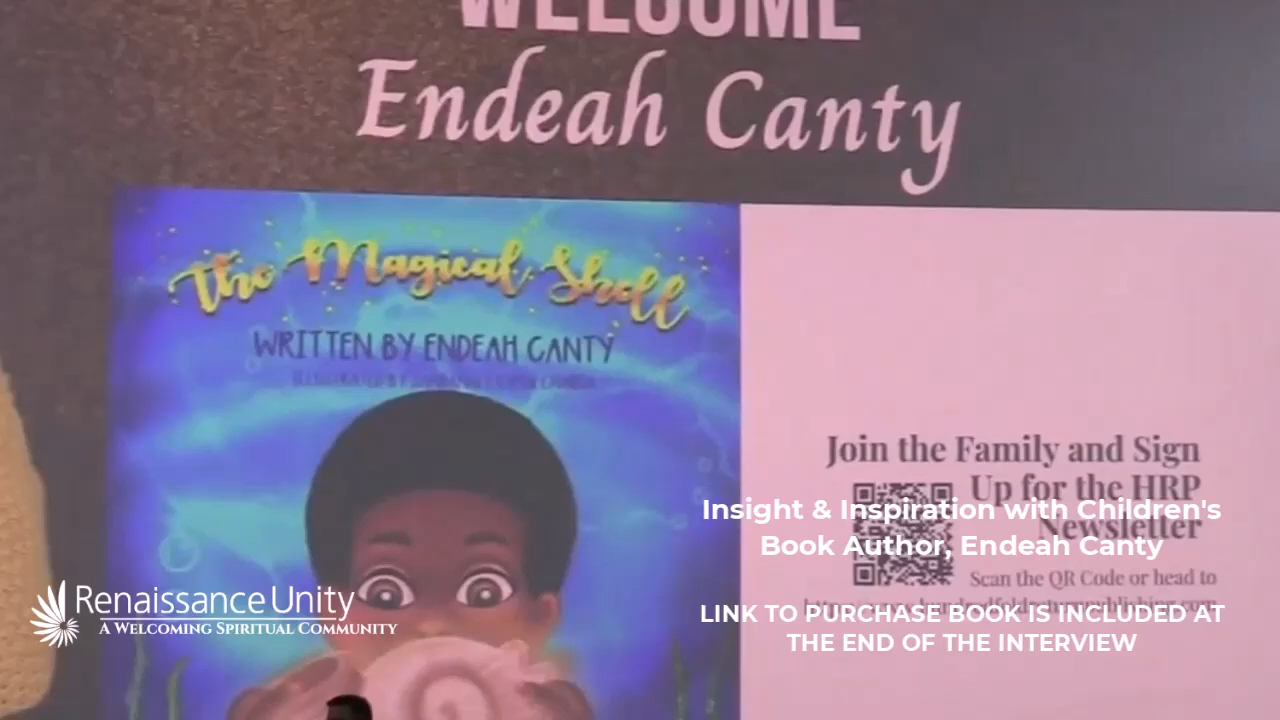 WELCOME
Endeah Canty
The Magical Shell
WRITTEN BY ENDEAH CANTY
ILLUSTRATED BY
Join the Family and Sign
Up for the HRP
Newsletter
Scan the QR Code or head to
Insight & Inspiration with Children's
Book Author, Endeah Canty
LINK TO PURCHASE BOOK IS INCLUDED AT
THE END OF THE INTERVIEW
Renaissance Unity
A WELCOMING SPIRITUAL COMMUNITY